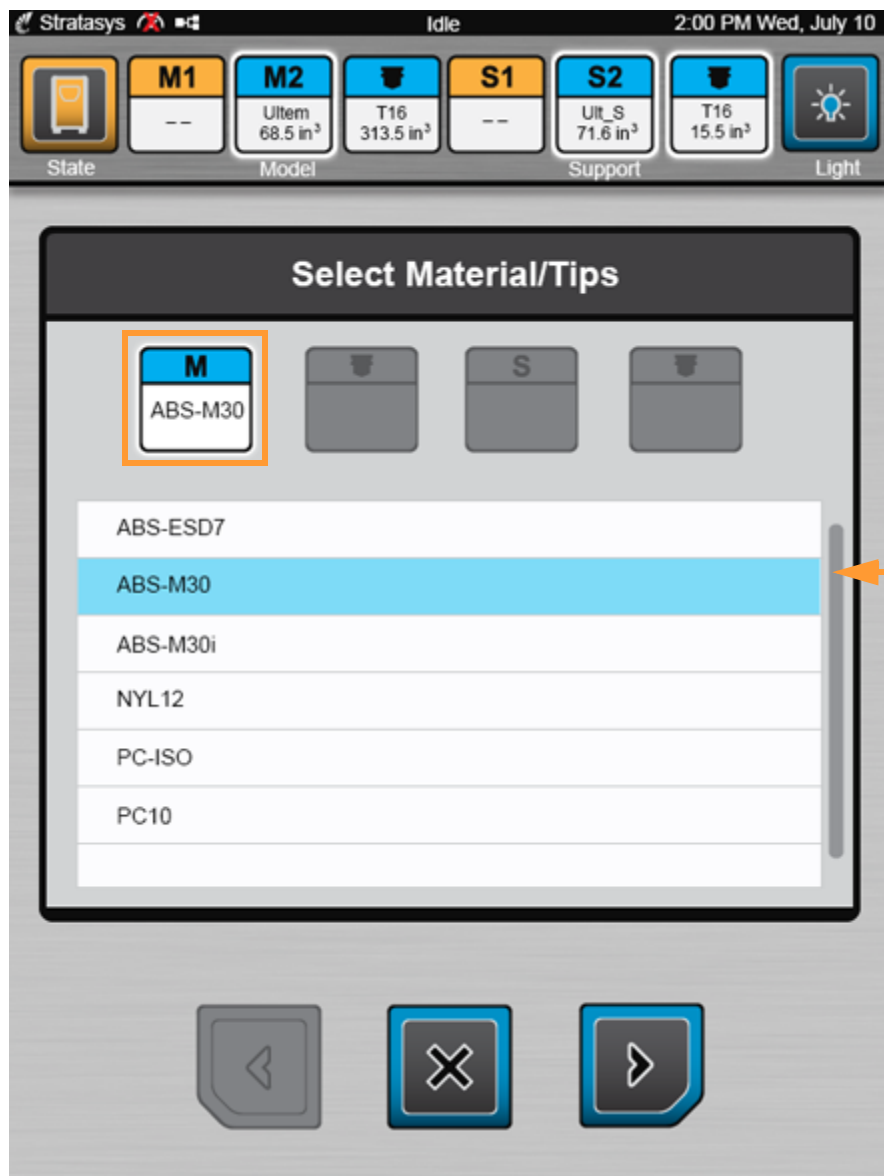 Stratasys Idle 2:00 PM Wed, July 10
M1 M2 S1 S2
-- Ultem 68.5 in³ T16 313.5 in³ -- Ult_S 71.6 in³ T16 15.5 in³
State Model Support Light
Select Material/Tips
M S
ABS-M30
ABS-ESD7
ABS-M30
ABS-M30i
NYL12
PC-ISO
PC10